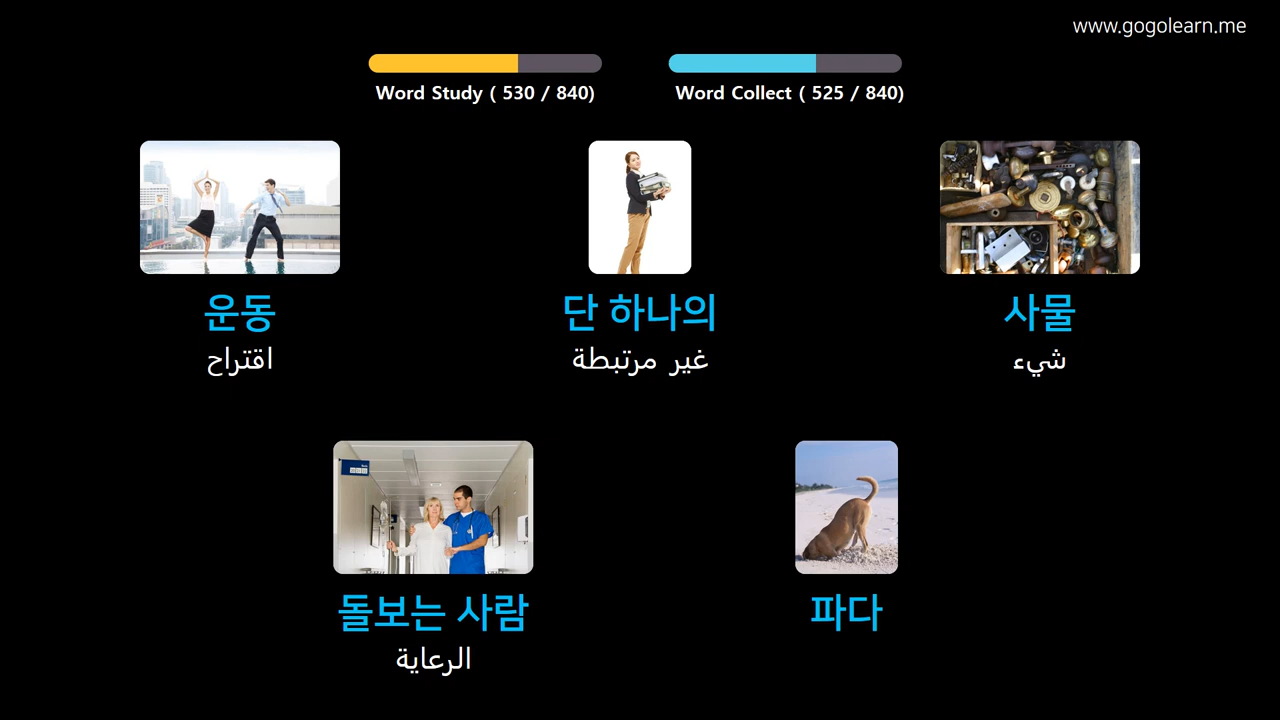 www.gogolearn.me
Word Study ( 530 / 840)
Word Collect ( 525 / 840)
운동
اقتراح
단 하나의
غير مرتبطة
사물
شيء
돌보는 사람
الرعاية
파다